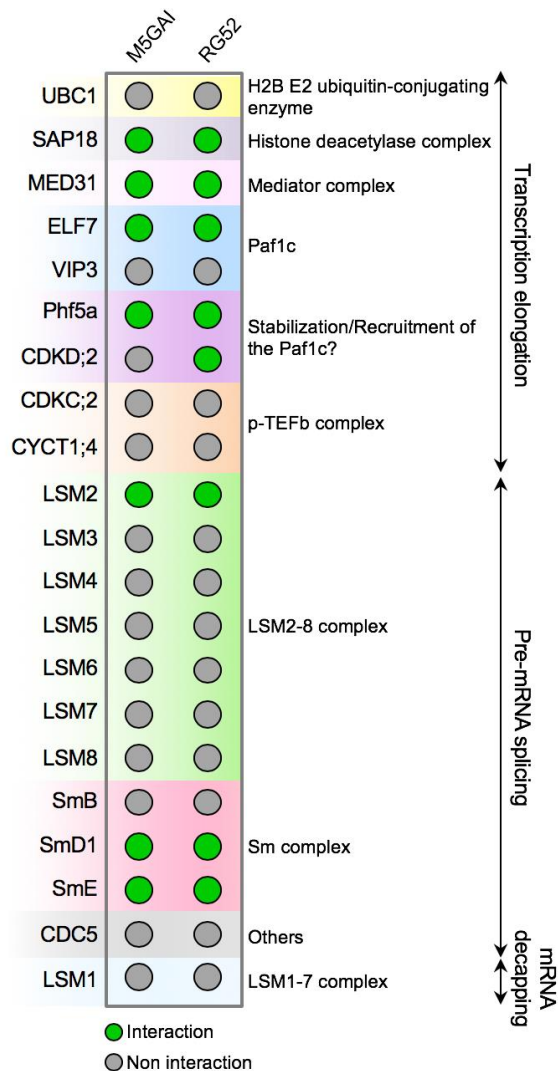 M5GAI RG52
UBC1
H2B E2 ubiquitin-conjugating
enzyme
SAP18 Histone deacetylase complex
MED31 Mediator complex
ELF7
Paf1c
VIP3
Phf5a
Stabilization/Recruitment of
the Paf1c?
CDKD;2
CDKC;2
p-TEFb complex
CYCT1;4
Transcription elongation
LSM2
LSM3
LSM4
LSM5 LSM2-8 complex
LSM6
LSM7
LSM8
SmB
SmD1 Sm complex
SmE
CDC5 Others
Pre-mRNA splicing
LSM1 LSM1-7 complex
mRNA
decapping
Interaction
Non interaction